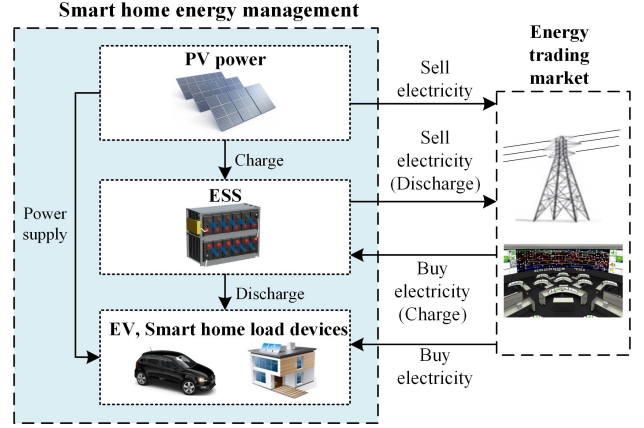 Smart home energy management
PV power
Charge
ESS
Power
supply
Discharge
EV, Smart home load devices
Sell
electricity
Sell
electricity
(Discharge)
Buy
electricity
(Charge)
Buy
electricity
Energy
trading
market